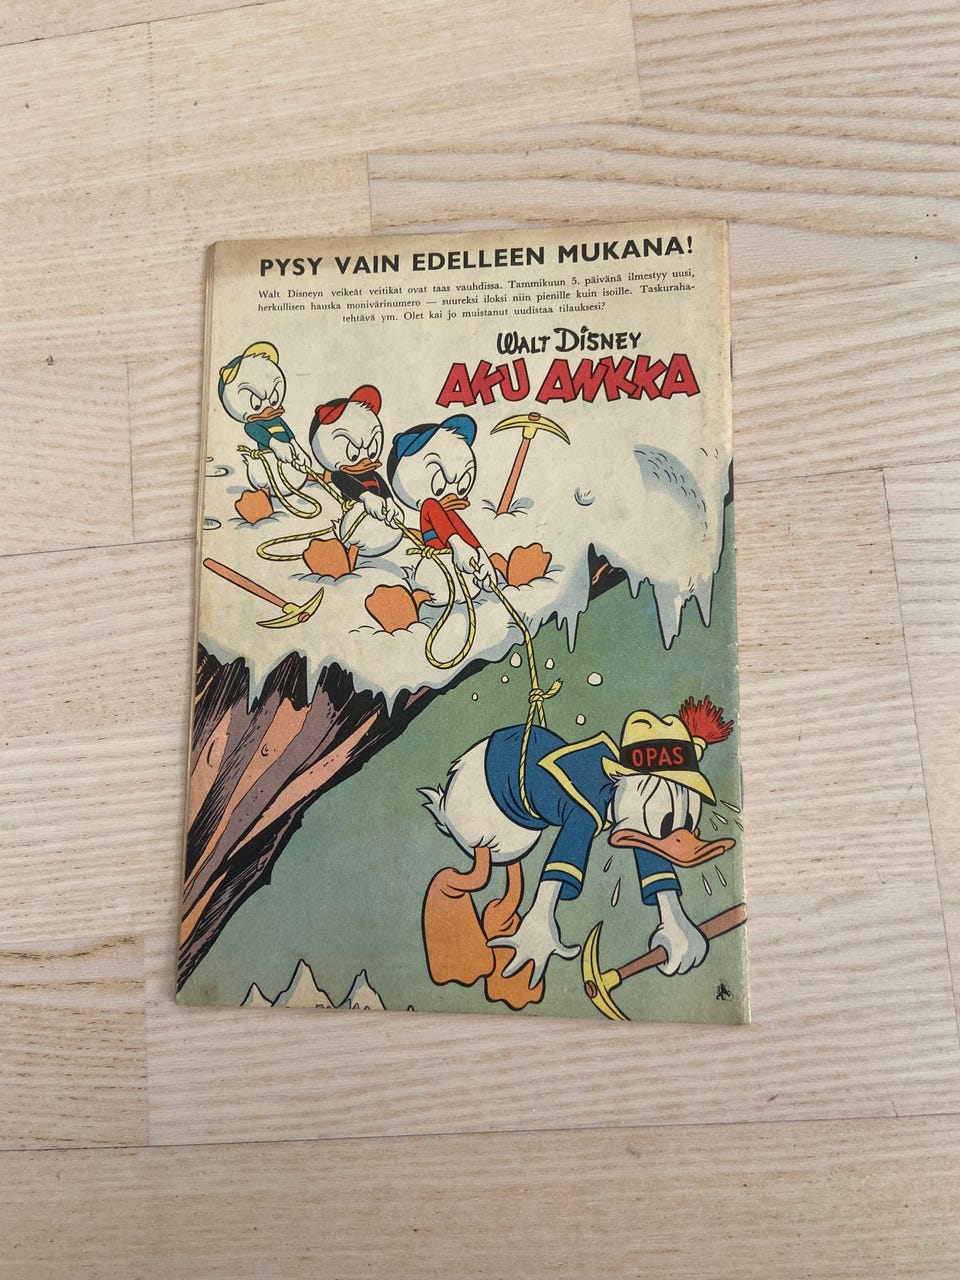 PYSY VAIN EDELLEEN MUKANA!
Walt Disneyn veikeät veitikat ovat taas vauhdissa. Tammikuun 5. päivänä ilmestyy uusi,
herkullisen hauska monivärinumero — suureksi iloksi niin pienille kuin isoille. Taskuraha-
tehtävä ym. Olet kai jo muistanut uudistaa tilauksesi?
WALT DISNEY
AKU ANKKA
OPAS